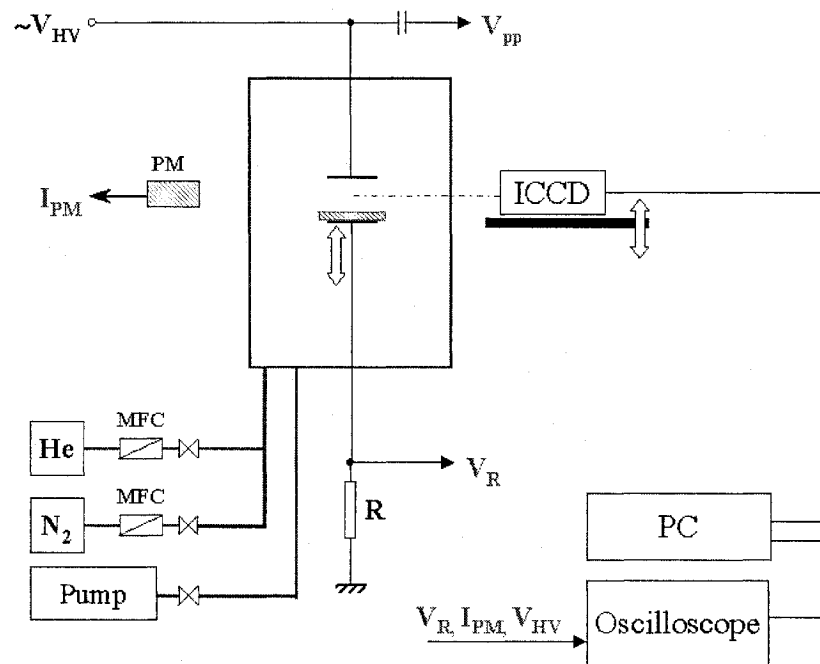 ~V_HV
V_pp
PM
I_PM
ICCD
MFC
He
MFC
N_2
V_R
R
Pump
PC
V_R, I_PM, V_HV
Oscilloscope